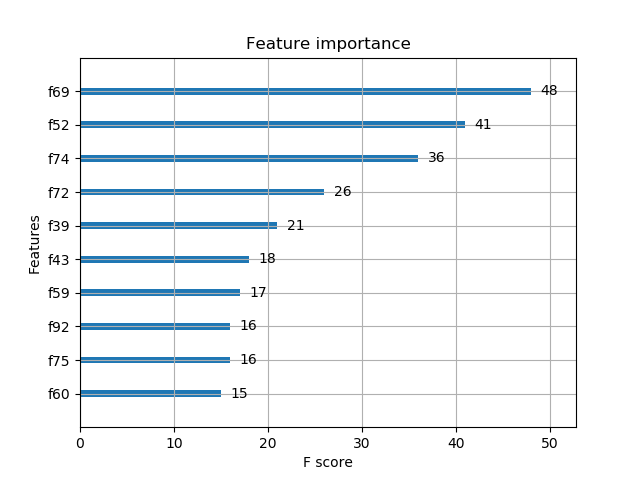 Feature importance
f69 48
f52 41
f74 36
f72 26
f39 21
f43 18
f59 17
f92 16
f75 16
f60 15
Features
0 10 20 30 40 50
F score